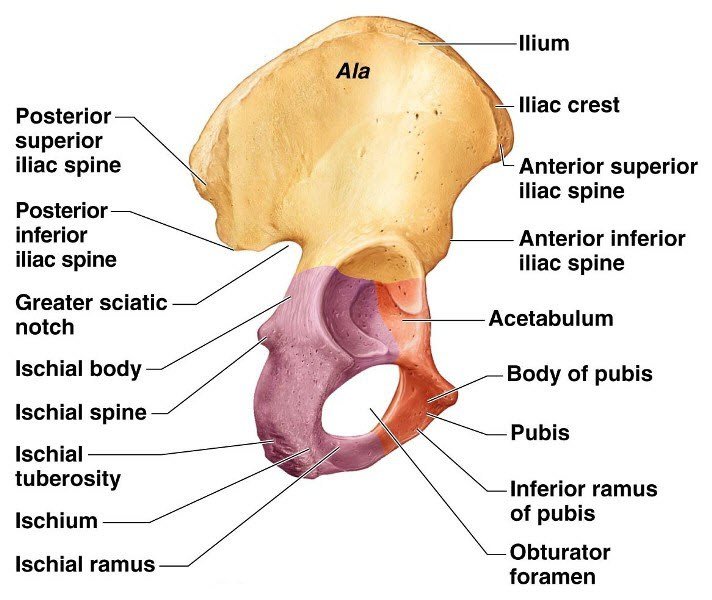 Ala
Posterior
superior
iliac spine
Posterior
inferior
iliac spine
Greater sciatic
notch
Ischial body
Ischial spine
Ischial
tuberosity
Ischium
Ischial ramus
Ilium
Iliac crest
Anterior superior
iliac spine
Anterior inferior
iliac spine
Acetabulum
Body of pubis
Pubis
Inferior ramus
of pubis
Obturator
foramen